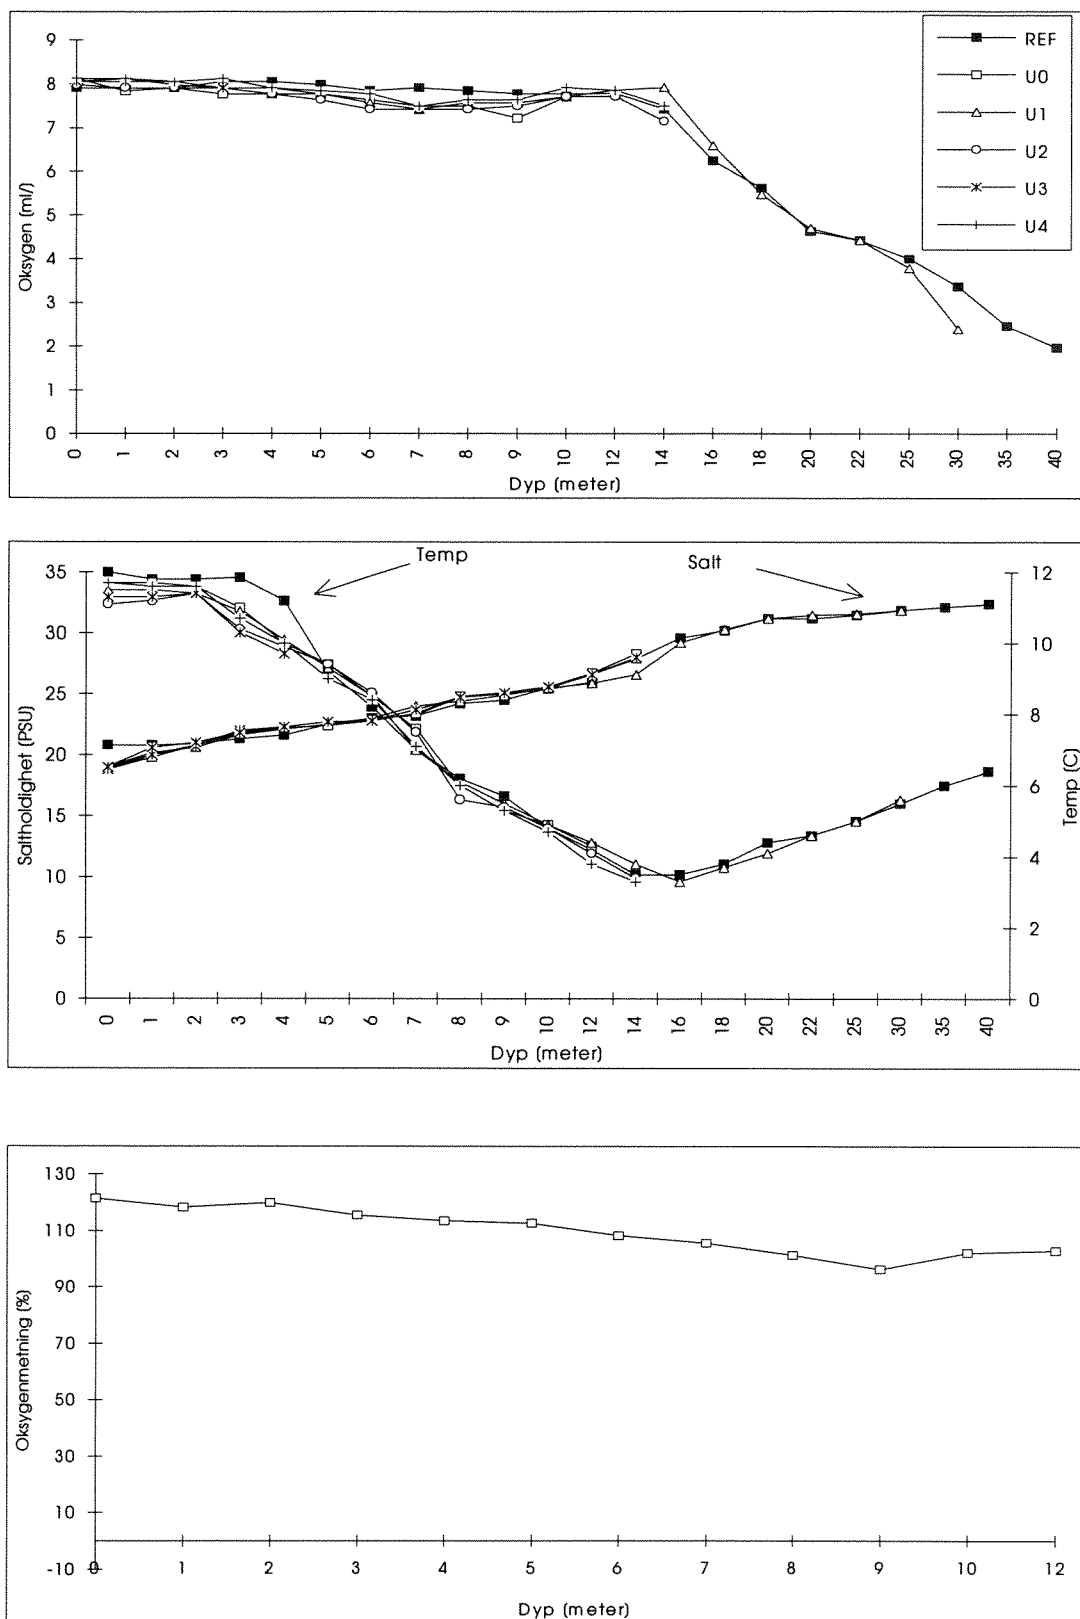 9
8
7
6
5
4
3
2
1
0
Oksygen (ml/)
0 1 2 3 4 5 6 7 8 9 10 12 14 16 18 20 22 25 30 35 40
Dyp (meter)
REF
U0
U1
U2
U3
U4
Temp
Salt
35
30
25
20
15
10
5
0
Saltholdighet (PSU)
12
10
8
6
4
2
0
Temp (C)
0 1 2 3 4 5 6 7 8 9 10 12 14 16 18 20 22 25 30 35 40
Dyp (meter)
130
110
90
70
50
30
10
-10
Oksygenmetning (%)
0 1 2 3 4 5 6 7 8 9 10 12
Dyp (meter)